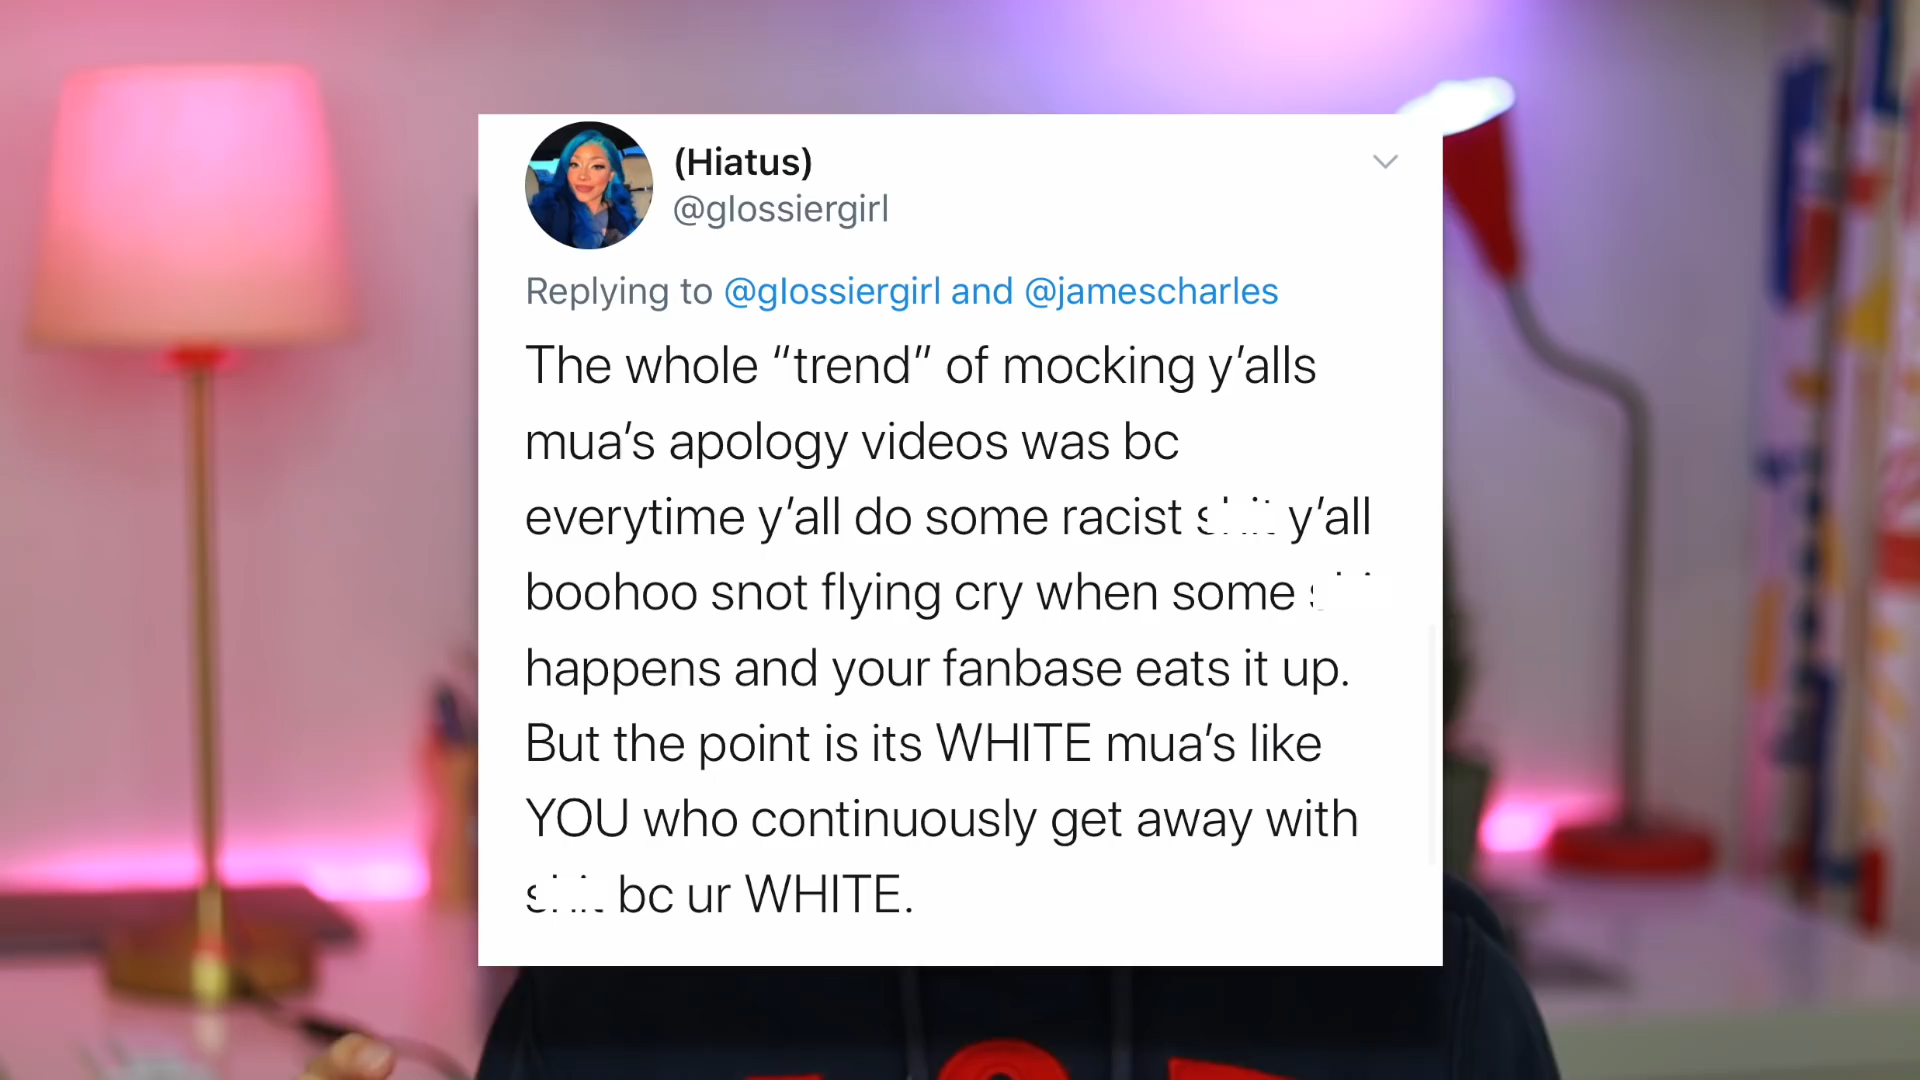 (Hiatus)
@glossiergirl
Replying to @glossiergirl and @jamescharles
The whole “trend” of mocking y’alls
mua’s apology videos was bc
everytime y’all do some racist y’all
boohoo snot flying cry when some
happens and your fanbase eats it up.
But the point is its WHITE mua’s like
YOU who continuously get away with
bc ur WHITE.